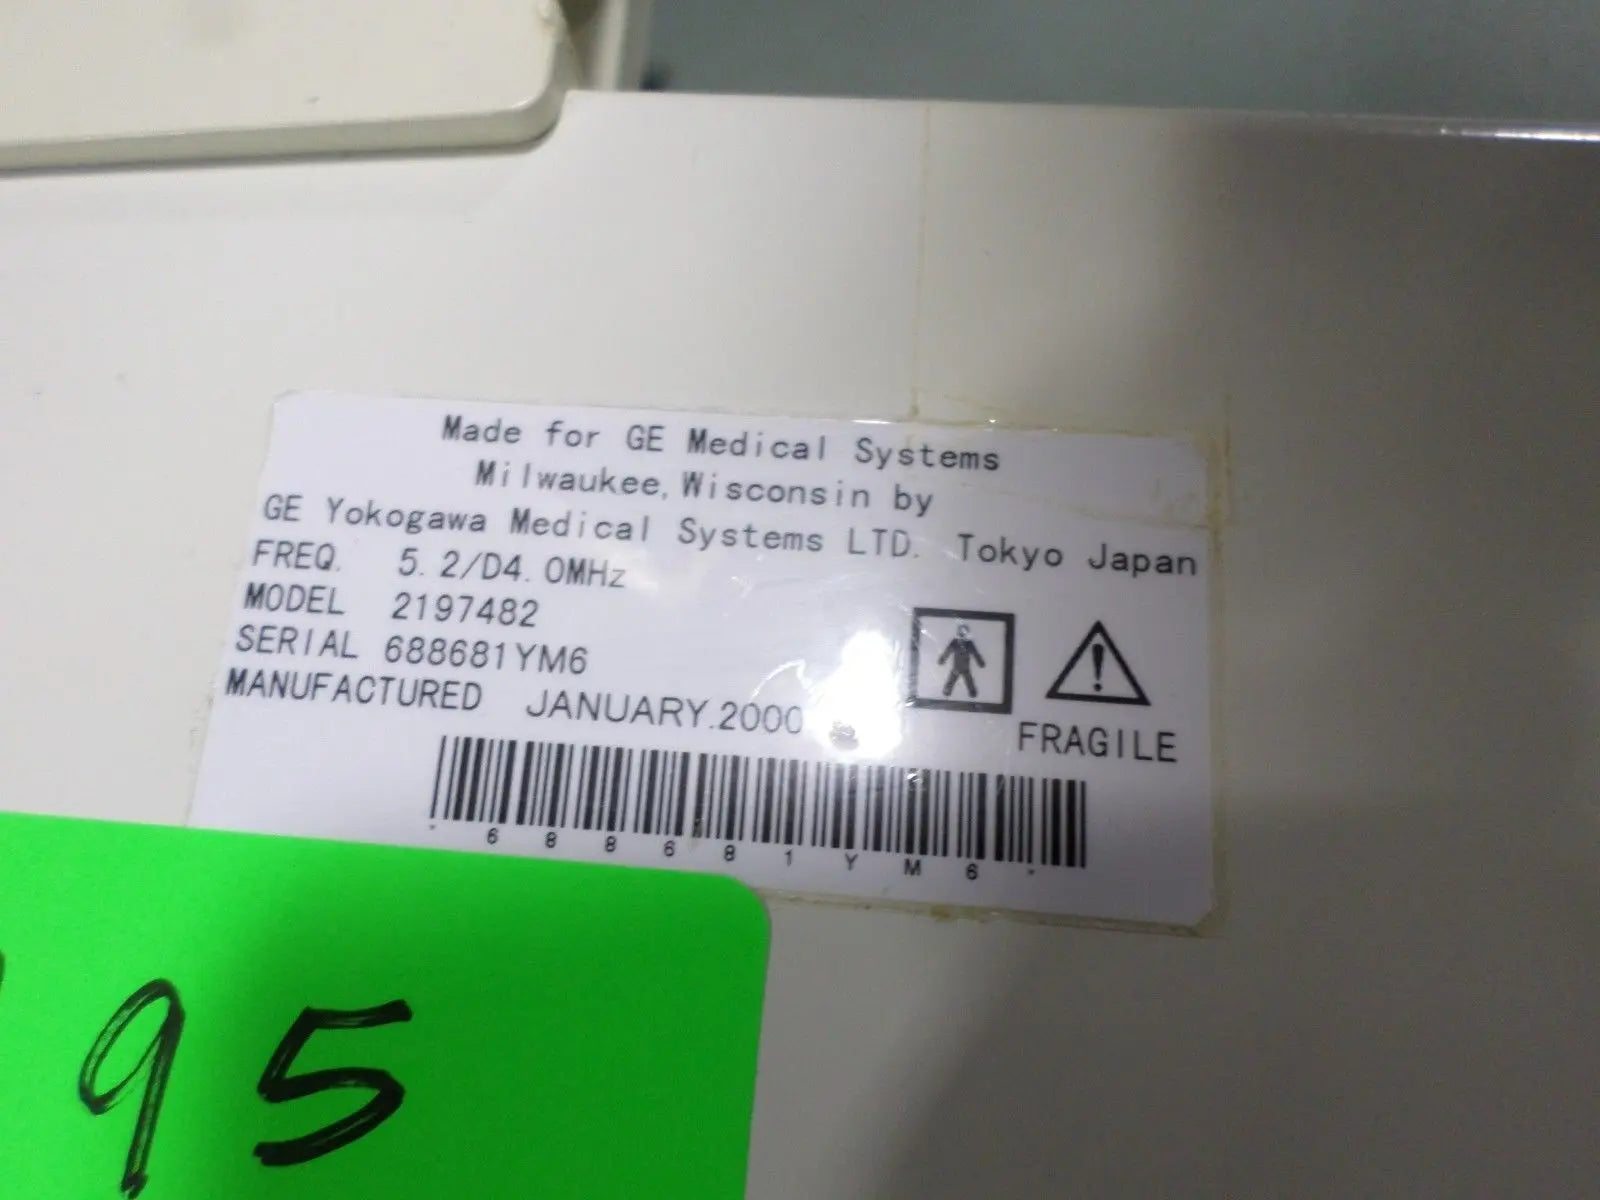 Made for GE Medical Systems
Milwaukee, Wisconsin by
GE Yokogawa Medical Systems LTD. Tokyo Japan
FREQ. 5.2/D4.0MHz
MODEL 2197482
SERIAL 688681YM6
MANUFACTURED JANUARY.2000
FRAGILE
688681YM6
95